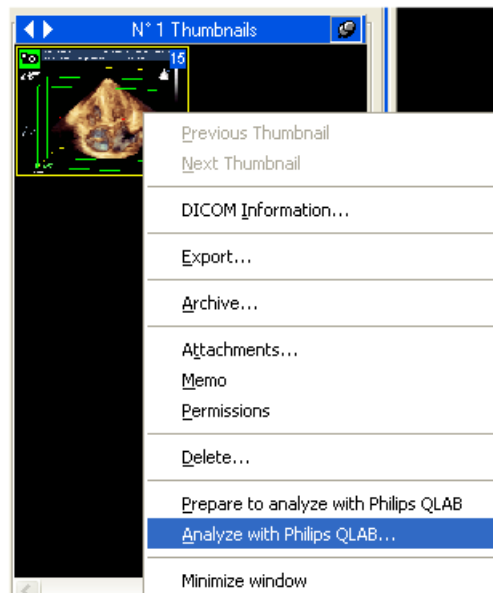 N° 1 Thumbnails
15
Previous Thumbnail
Next Thumbnail
DICOM Information...
Export...
Archive...
Attachments...
Memo
Permissions
Delete...
Prepare to analyze with Philips QLAB
Analyze with Philips QLAB...
Minimize window